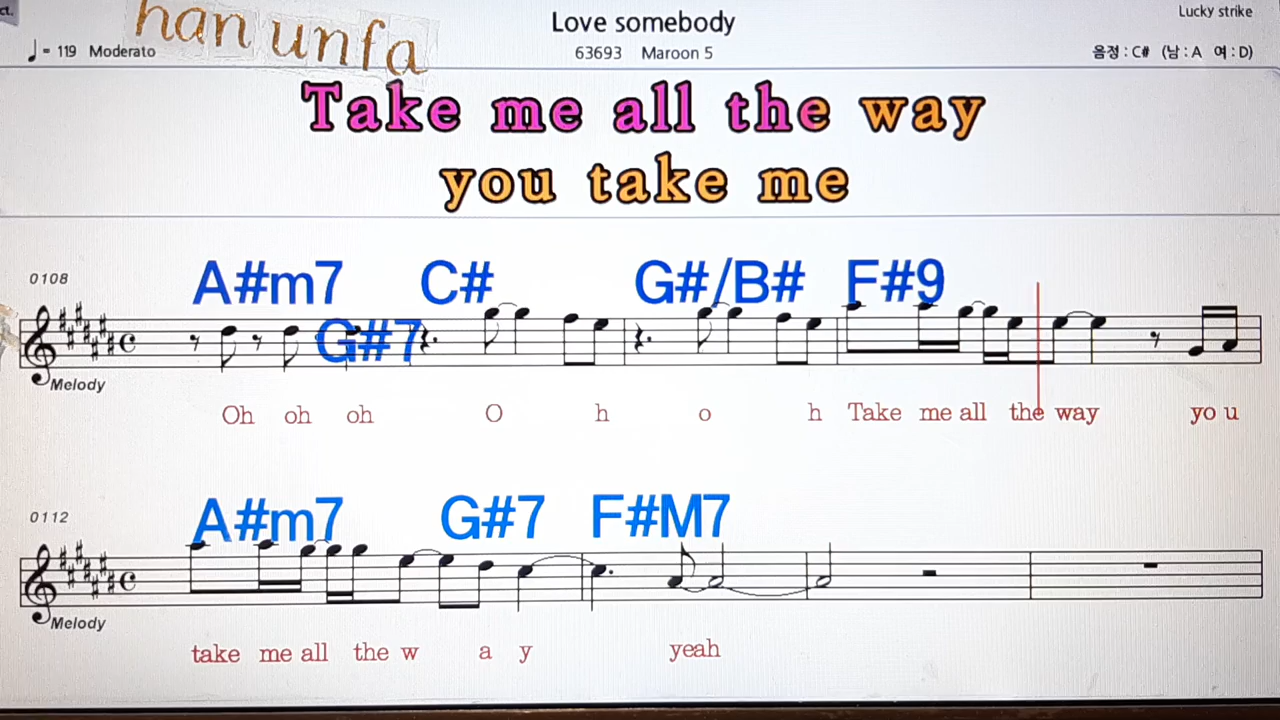 ct.
han unfa
Love somebody
Lucky strike
♩ = 119 Moderato
63693 Maroon 5
음정 : C# (남 : A 여 : D)
Take me all the way
you take me
0108
A#m7 G#7 C# G#/B# F#9
Melody
Oh oh oh O h o h Take me all the way yo u
0112
A#m7 G#7 F#M7
Melody
take me all the w a y yeah